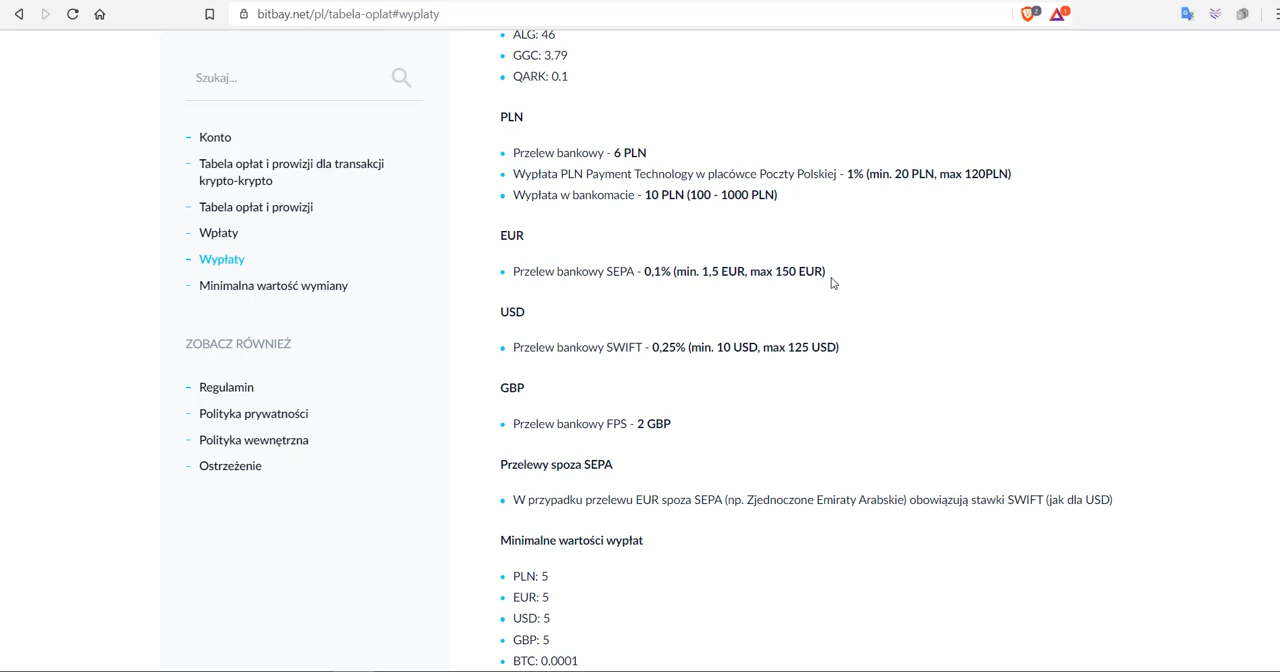 bitbay.net/pl/tabela-oplat#wyplaty
2
1
Szukaj...
Konto
Tabela opłat i prowizji dla transakcji
krypto-krypto
Tabela opłat i prowizji
Wpłaty
Wypłaty
Minimalna wartość wymiany
ZOBACZ RÓWNIEŻ
Regulamin
Polityka prywatności
Polityka wewnętrzna
Ostrzeżenie
ALG: 46
GGC: 3.79
QARK: 0.1
PLN
Przelew bankowy - 6 PLN
Wypłata PLN Payment Technology w placówce Poczty Polskiej - 1% (min. 20 PLN, max 120PLN)
Wypłata w bankomacie - 10 PLN (100 - 1000 PLN)
EUR
Przelew bankowy SEPA - 0,1% (min. 1,5 EUR, max 150 EUR)
USD
Przelew bankowy SWIFT - 0,25% (min. 10 USD, max 125 USD)
GBP
Przelew bankowy FPS - 2 GBP
Przelewy spoza SEPA
W przypadku przelewu EUR spoza SEPA (np. Zjednoczone Emiraty Arabskie) obowiązują stawki SWIFT (jak dla USD)
Minimalne wartości wypłat
PLN: 5
EUR: 5
USD: 5
GBP: 5
BTC: 0.0001